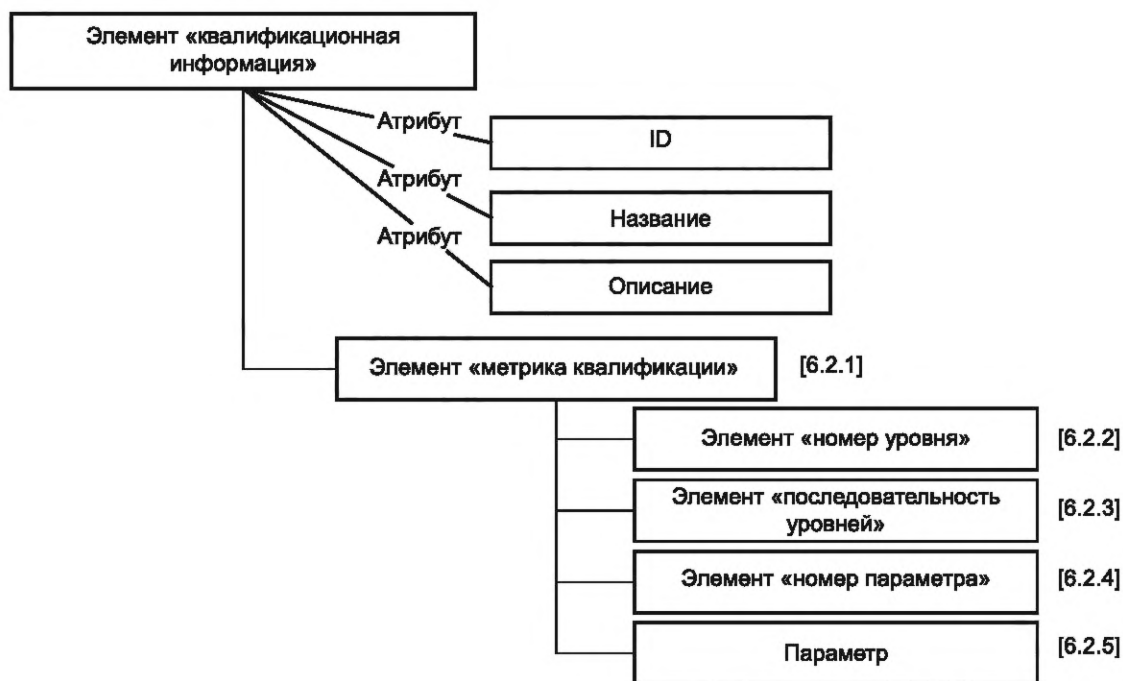 Элемент «квалификационная
информация»
Атрибут
ID
Атрибут
Название
Атрибут
Описание
Элемент «метрика квалификации» [6.2.1]
Элемент «номер уровня» [6.2.2]
Элемент «последовательность
уровней» [6.2.3]
Элемент «номер параметра» [6.2.4]
Параметр [6.2.5]